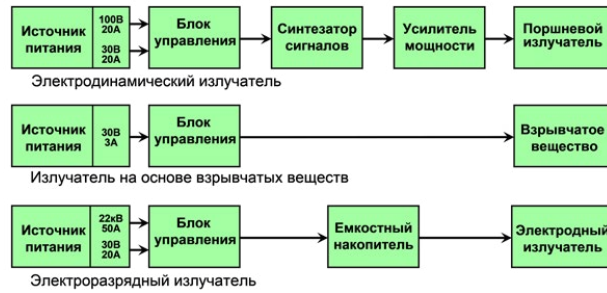 Источник питания
100В
20А
30В
20А
Блок управления
Синтезатор сигналов
Усилитель мощности
Поршневой излучатель
Электродинамический излучатель
Источник питания
30В
3А
Блок управления
Взрывчатое вещество
Излучатель на основе взрывчатых веществ
Источник питания
22кВ
50А
30В
20А
Блок управления
Емкостный накопитель
Электродный излучатель
Электроразрядный излучатель